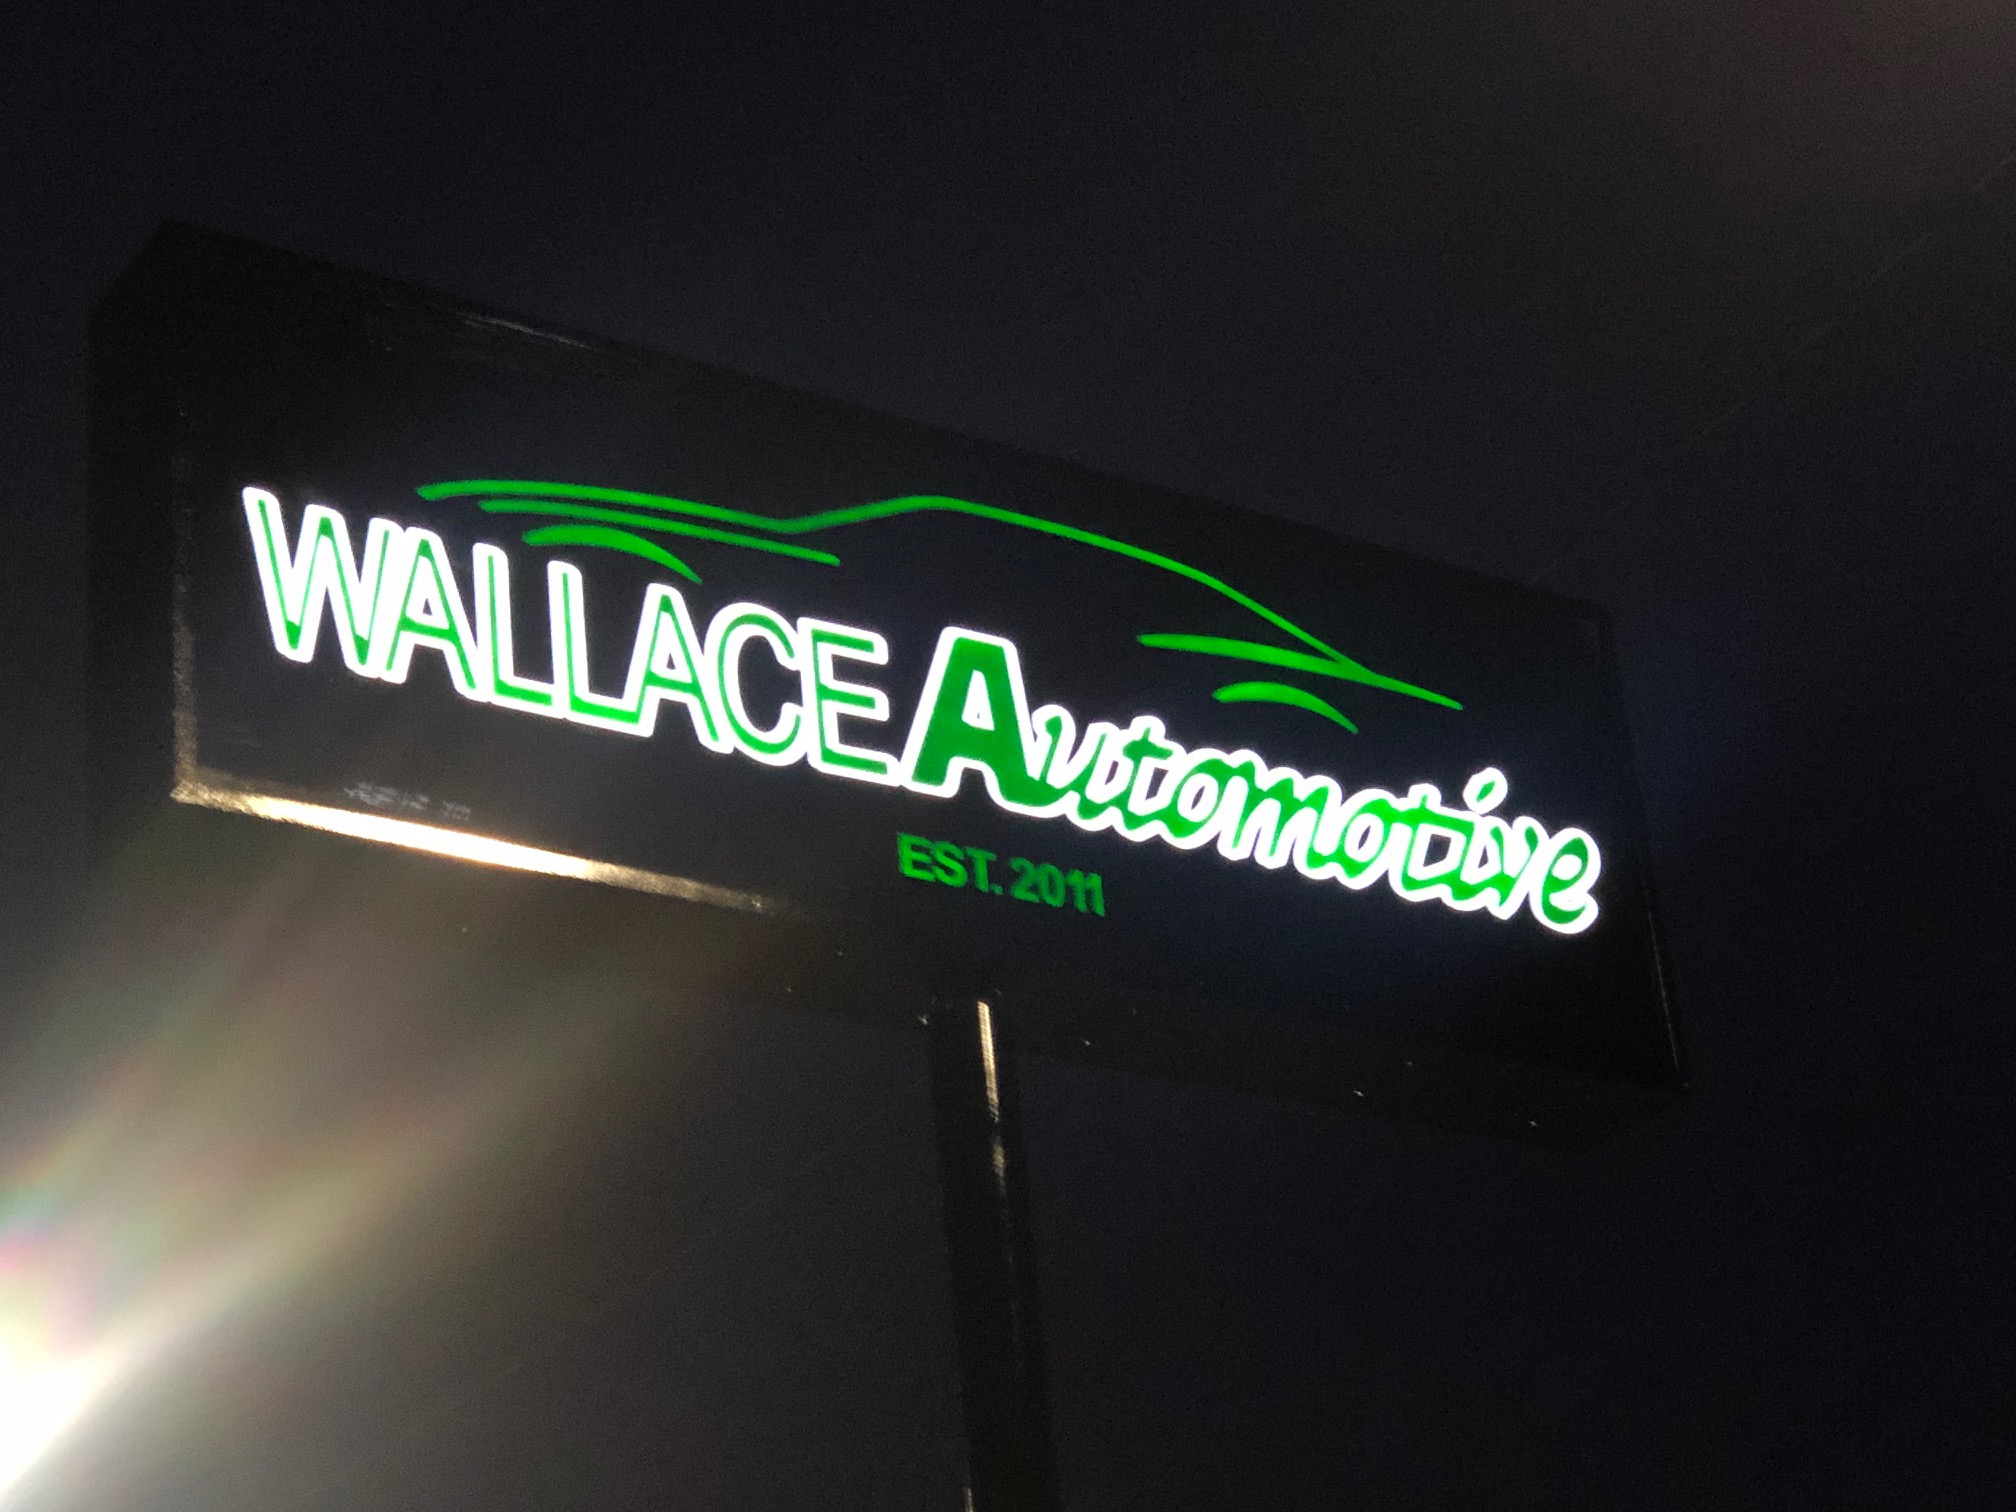 WALLACE Automotive
EST. 2011